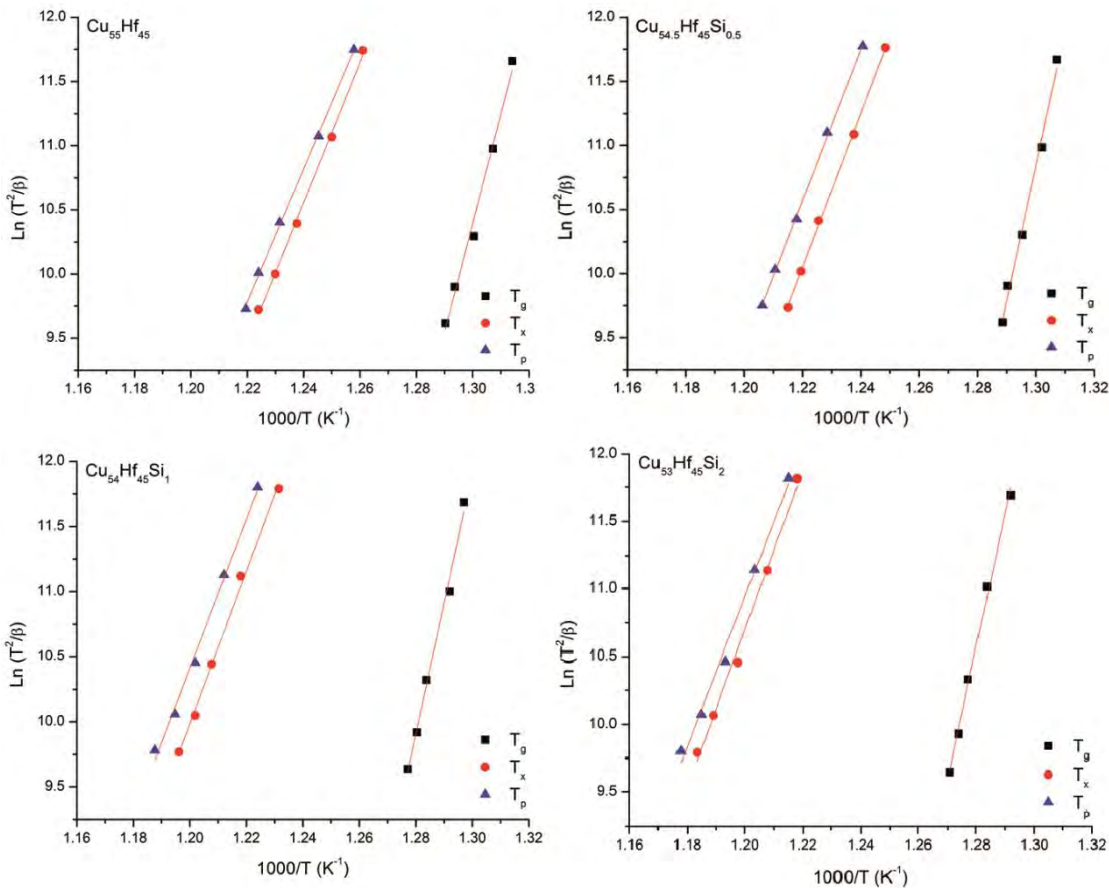 Cu55Hf45
Ln (T²/β)
12.0
11.5
11.0
10.5
10.0
9.5
Tg
Tx
Tp
1.16 1.18 1.20 1.22 1.24 1.26 1.28 1.30 1.3
1000/T (K⁻¹)
Cu54.5Hf45Si0.5
Ln (T²/β)
12.0
11.5
11.0
10.5
10.0
9.5
Tg
Tx
Tp
1.16 1.18 1.20 1.22 1.24 1.26 1.28 1.30 1.32
1000/T (K⁻¹)
Cu54Hf45Si1
Ln (T²/β)
12.0
11.5
11.0
10.5
10.0
9.5
Tg
Tx
Tp
1.16 1.18 1.20 1.22 1.24 1.26 1.28 1.30 1.32
1000/T (K⁻¹)
Cu53Hf45Si2
Ln (T²/β)
12.0
11.5
11.0
10.5
10.0
9.5
Tg
Tx
Tp
1.16 1.18 1.20 1.22 1.24 1.26 1.28 1.30 1.32
1000/T (K⁻¹)